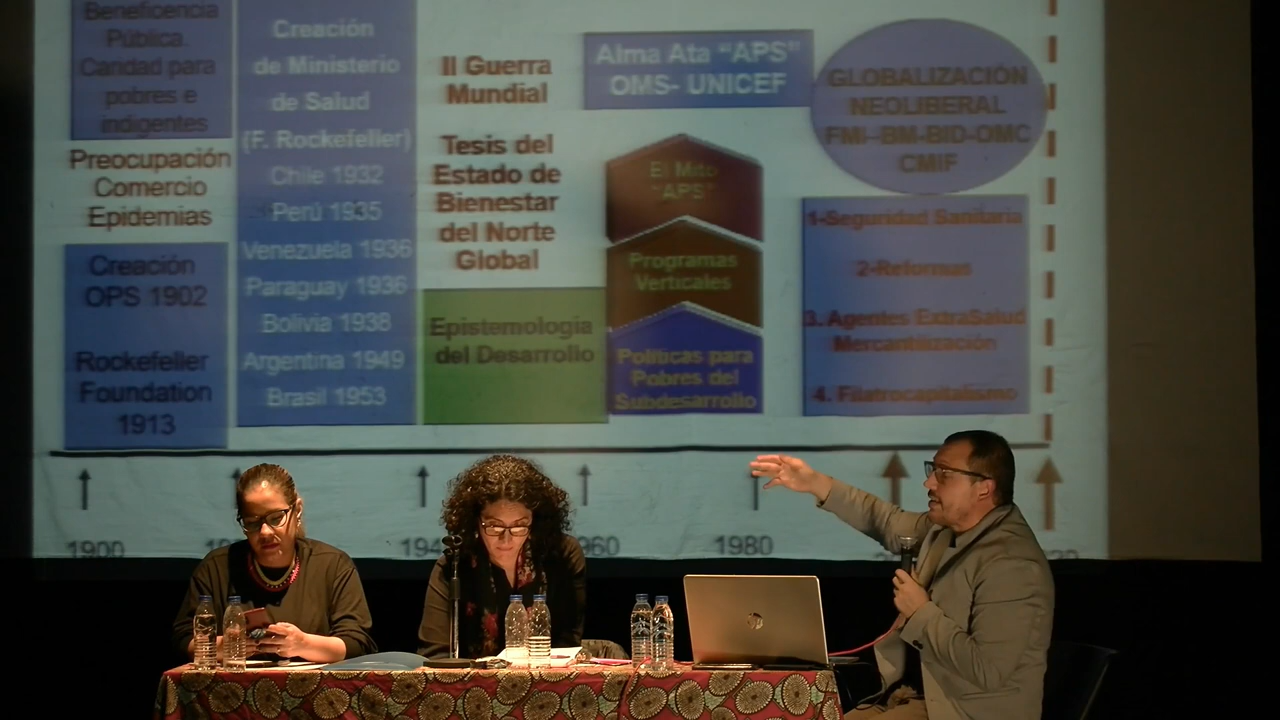 Beneficencia
Pública.
Caridad para
pobres e
indigentes
Preocupación
Comercio
Epidemias
Creación
OPS 1902
Rockefeller
Foundation
1913
Creación
de Ministerio
de Salud
(F. Rockefeller)
Chile 1932
Perú 1935
Venezuela 1936
Paraguay 1936
Bolivia 1938
Argentina 1949
Brasil 1953
II Guerra
Mundial
Tesis del
Estado de
Bienestar
del Norte
Global
Epistemología
del Desarrollo
Alma Ata "APS"
OMS- UNICEF
El Mito
"APS"
Programas
Verticales
Políticas para
Pobres del
Subdesarrollo
GLOBALIZACIÓN
NEOLIBERAL
FMI--BM-BID-OMC
CMIF
1-Seguridad Sanitaria
2-Reformas
3. Agentes ExtraSalud
Mercantilización
4. Filatrocapitalismo
1900
1980
hp